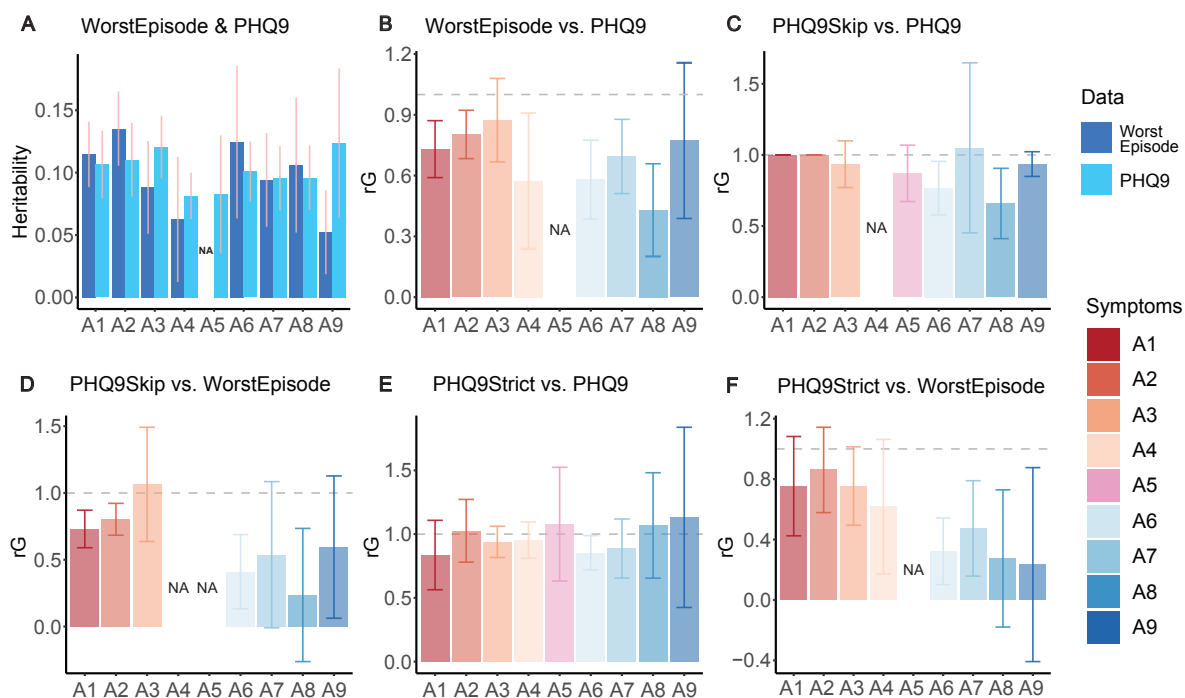 A WorstEpisode & PHQ9
Heritability
0.15
0.10
0.05
0.00
NA
A1 A2 A3 A4 A5 A6 A7 A8 A9
B WorstEpisode vs. PHQ9
rG
1.2
0.9
0.6
0.3
0.0
NA
A1 A2 A3 A4 A5 A6 A7 A8 A9
C PHQ9Skip vs. PHQ9
rG
1.5
1.0
0.5
0.0
NA
A1 A2 A3 A4 A5 A6 A7 A8 A9
Data
Worst
Episode
PHQ9
D PHQ9Skip vs. WorstEpisode
rG
1.5
1.0
0.5
0.0
NA NA
A1 A2 A3 A4 A5 A6 A7 A8 A9
E PHQ9Strict vs. PHQ9
rG
1.5
1.0
0.5
0.0
A1 A2 A3 A4 A5 A6 A7 A8 A9
F PHQ9Strict vs. WorstEpisode
rG
1.2
0.8
0.4
0.0
−0.4
NA
A1 A2 A3 A4 A5 A6 A7 A8 A9
Symptoms
A1
A2
A3
A4
A5
A6
A7
A8
A9